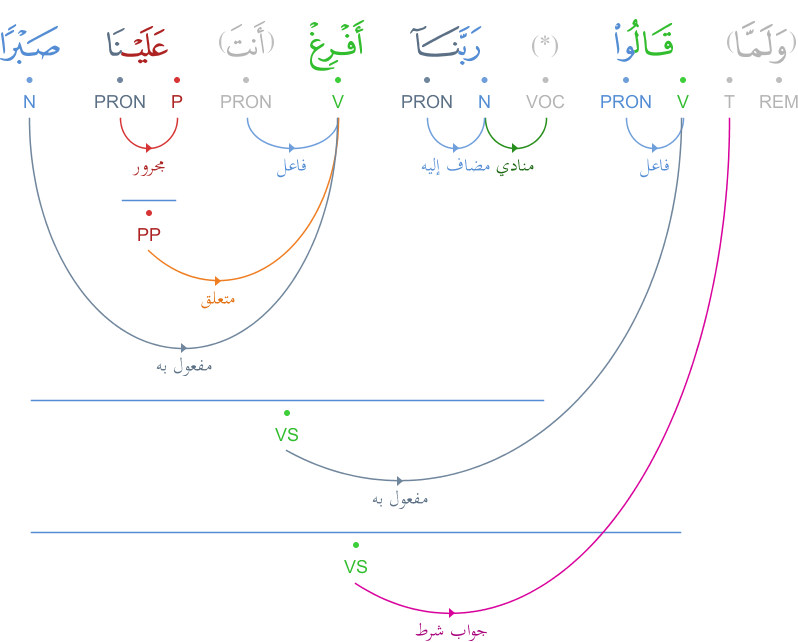 (وَلَمَّا) قَالُوا۟ (*) رَبَّنَآ أَفْرِغْ (أَنتَ) عَلَيْنَا صَبْرًا
REM T V PRON VOC N PRON V PRON P PRON N
فاعل منادي مضاف إليه فاعل مجرور
PP
متعلق
مفعول به
VS
مفعول به
VS
جواب شرط